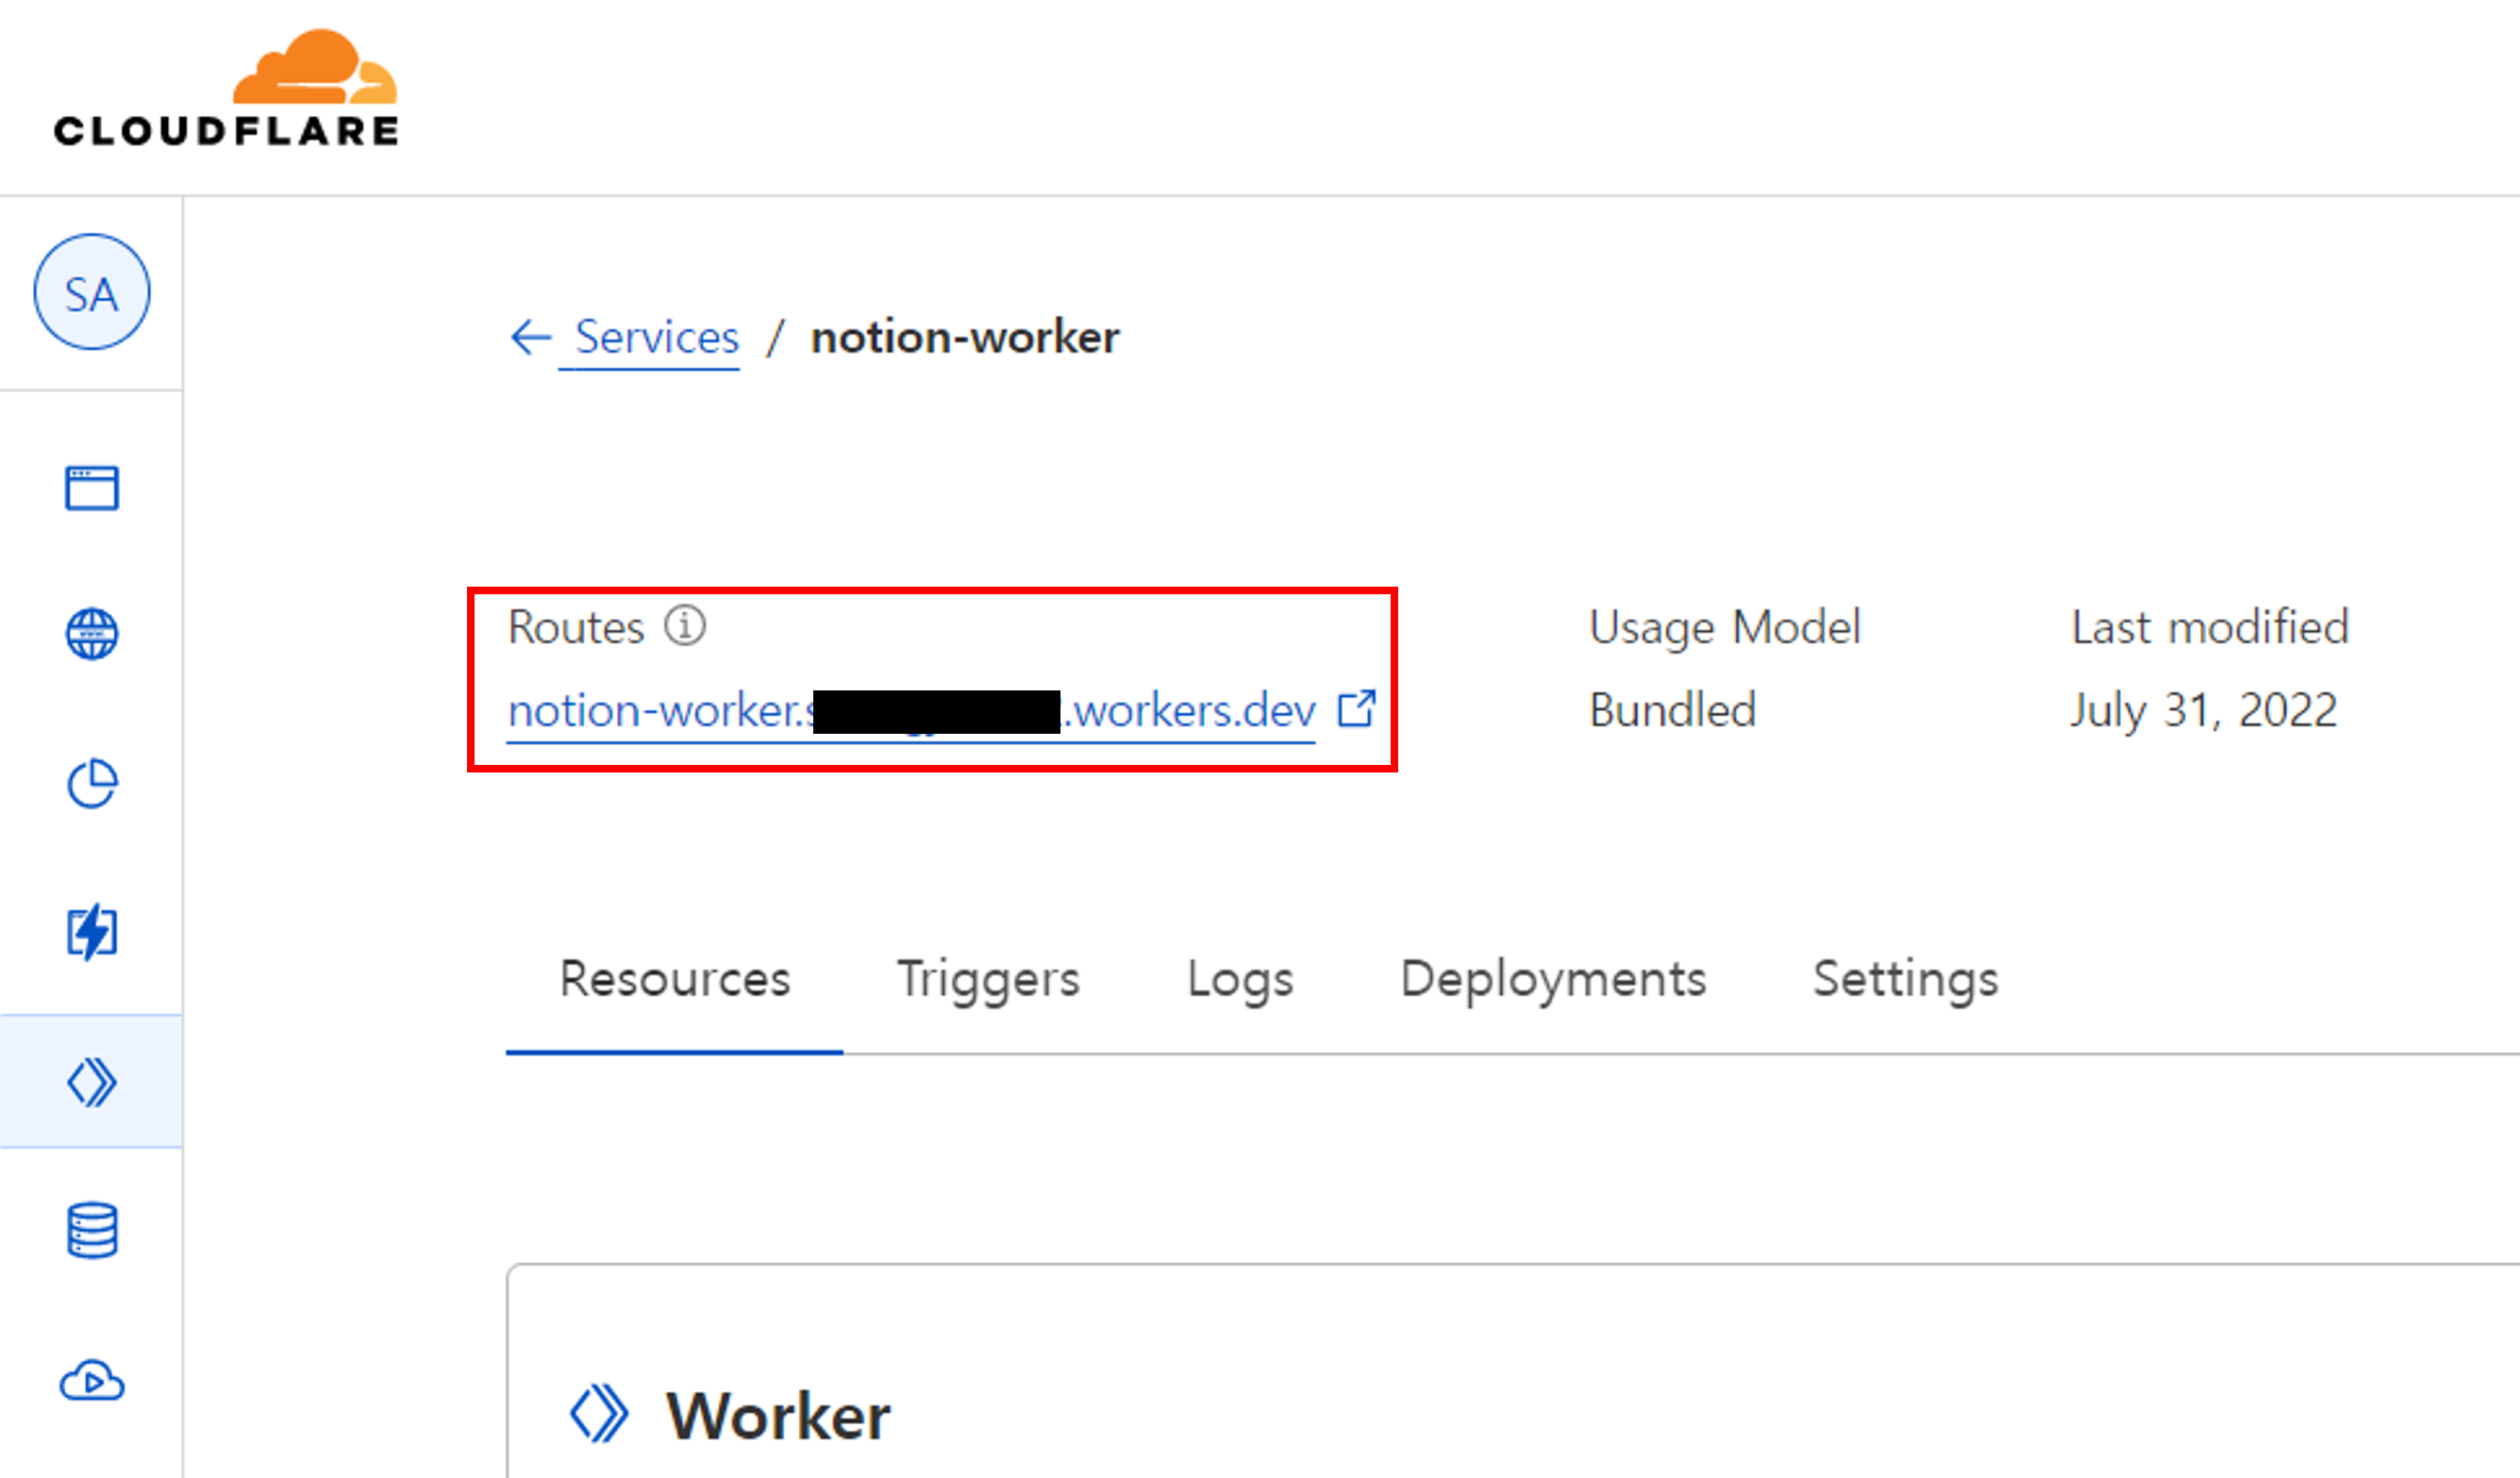 CLOUDFLARE
SA
← Services / notion-worker
Routes
notion-worker. .workers.dev
Usage Model
Bundled
Last modified
July 31, 2022
Resources Triggers Logs Deployments Settings
Worker